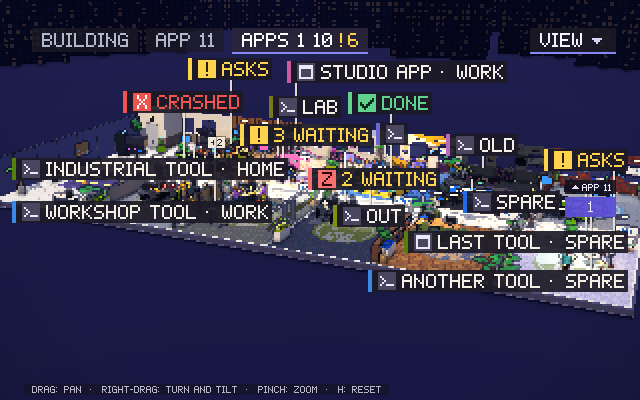 BUILDING APP 11 APPS 1 10 !6 VIEW
! ASKS
STUDIO APP · WORK
X CRASHED
>_ LAB
DONE
! 3 WAITING
>_
+2
>_ OLD
! ASKS
>_ INDUSTRIAL TOOL · HOME
Z 2 WAITING
APP 11
1
>_ SPARE
>_ WORKSHOP TOOL · WORK
>_ OUT
LAST TOOL · SPARE
>_ ANOTHER TOOL · SPARE
DRAG: PAN · RIGHT-DRAG: TURN AND TILT · PINCH: ZOOM · H: RESET